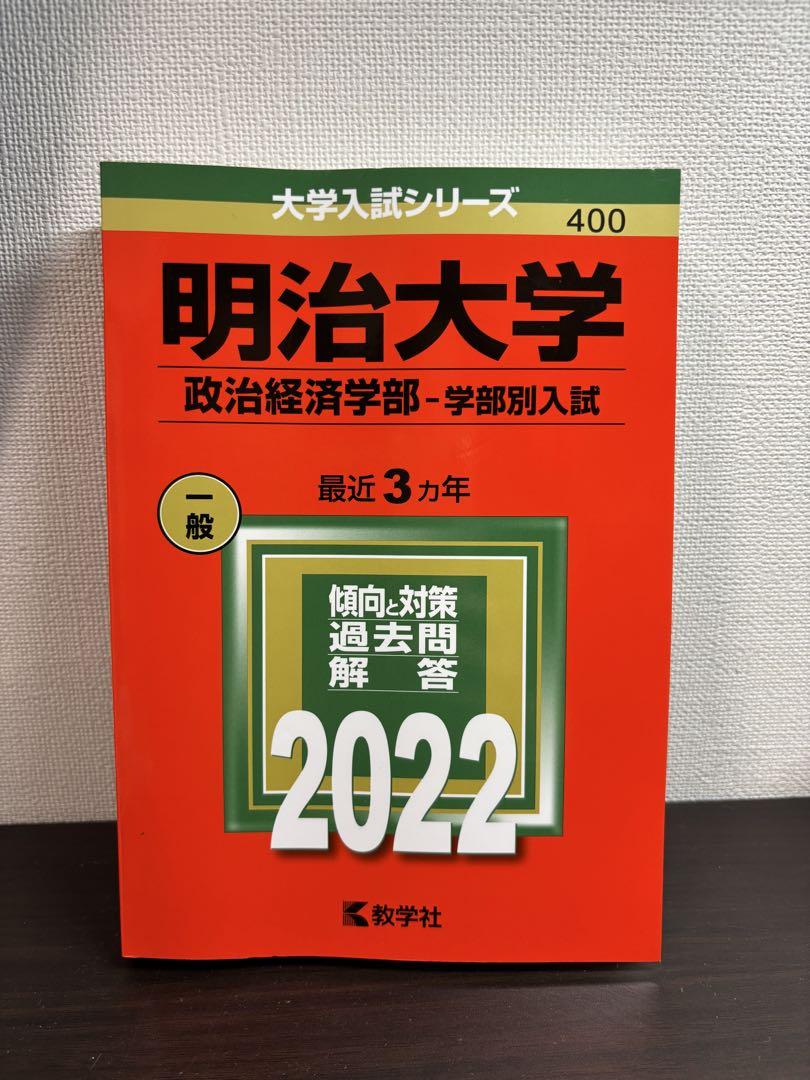 大学入試シリーズ
400
明治大学
政治経済学部－学部別入試
最近3ヵ年
一般
傾向と対策
過去問
解答
2022
教学社